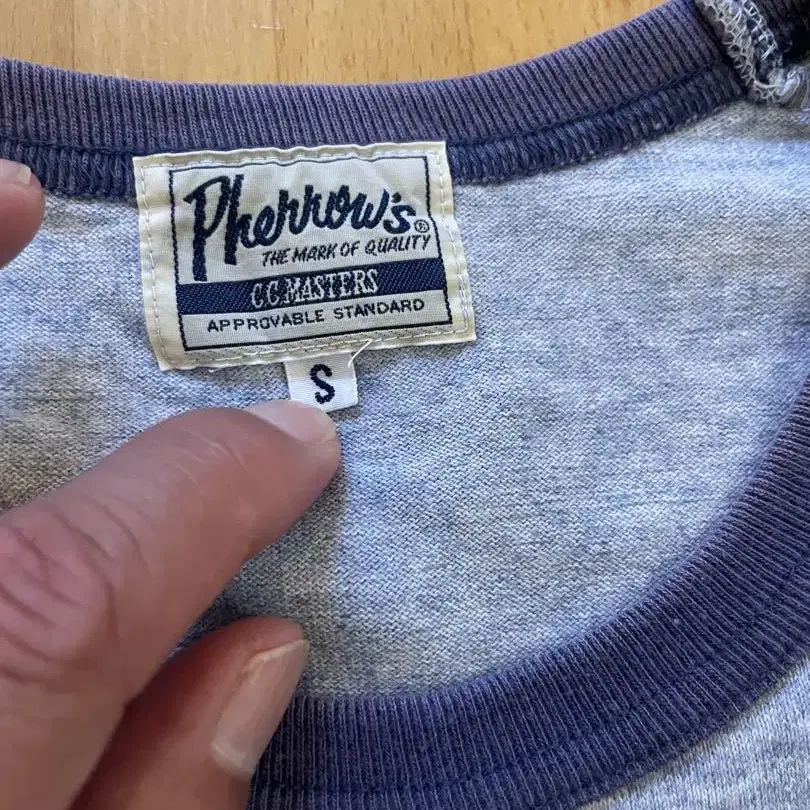 Pherrow's®
THE MARK OF QUALITY
C.C.MASTERS
APPROVABLE STANDARD
S